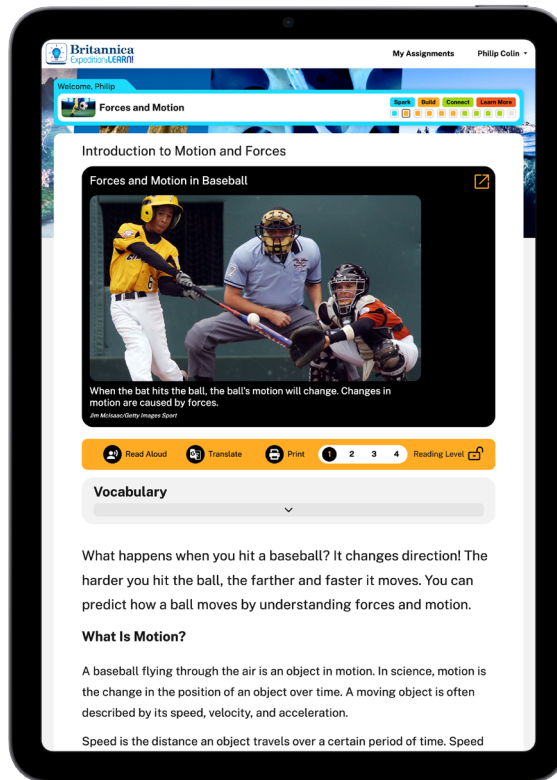 Britannica
Expedition: LEARN!
My Assignments
Philip Colin
Welcome, Philip
Forces and Motion
Spark
Build
Connect
Learn More
Introduction to Motion and Forces
Forces and Motion in Baseball
6
When the bat hits the ball, the ball's motion will change. Changes in
motion are caused by forces.
Jim McIsaac/Getty Images Sport
Read Aloud
Translate
Print
1 2 3 4
Reading Level
Vocabulary
What happens when you hit a baseball? It changes direction! The
harder you hit the ball, the farther and faster it moves. You can
predict how a ball moves by understanding forces and motion.
What Is Motion?
A baseball flying through the air is an object in motion. In science, motion is
the change in the position of an object over time. A moving object is often
described by its speed, velocity, and acceleration.
Speed is the distance an object travels over a certain period of time. Speed